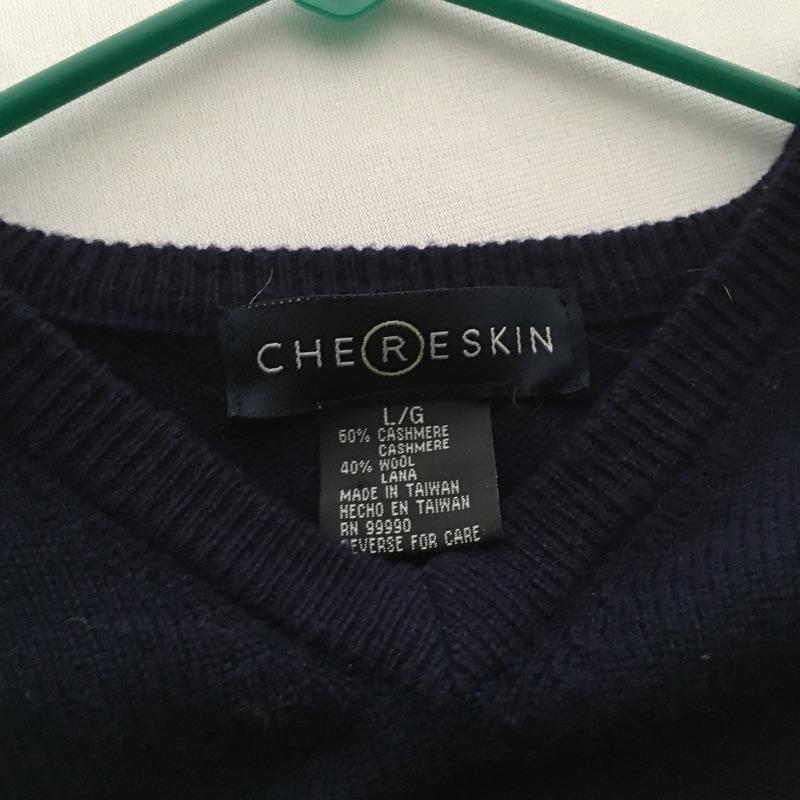 CHERESKIN
L/G
60% CASHMERE
CASHMERE
40% WOOL
LANA
MADE IN TAIWAN
HECHO EN TAIWAN
RN 99990
REVERSE FOR CARE